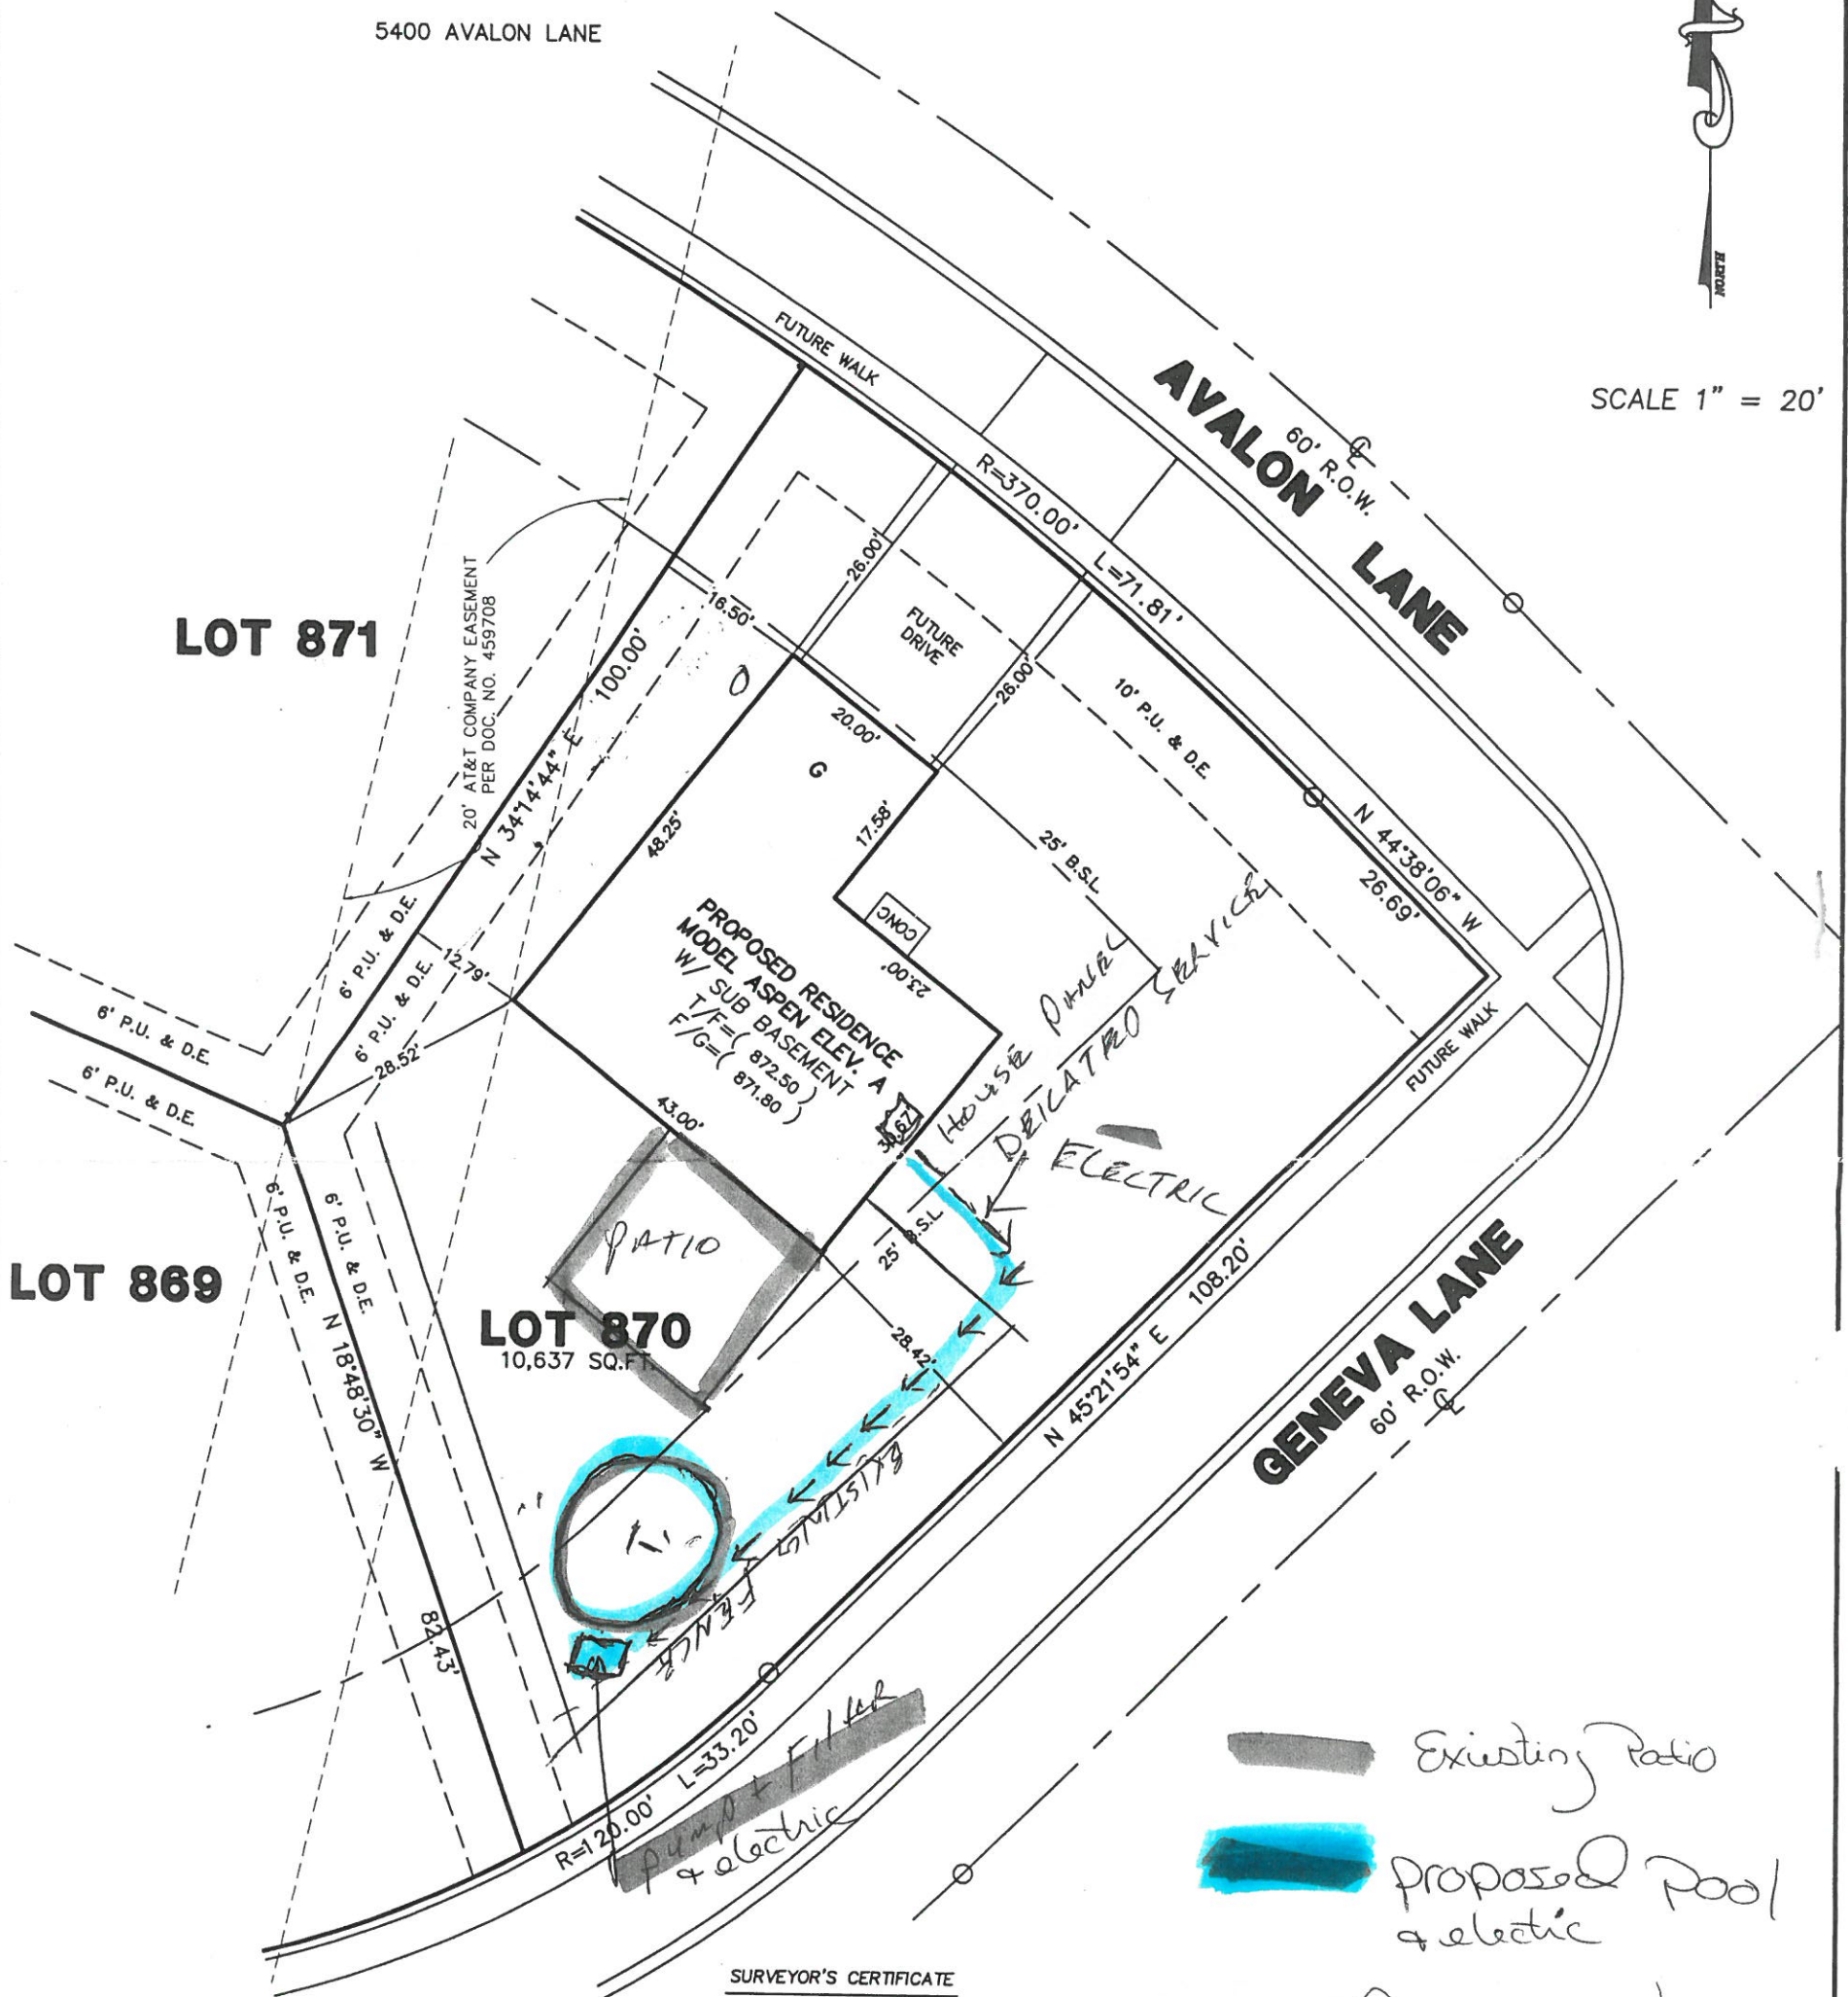 5400 AVALON LANE
NORTH
SCALE 1" = 20'
FUTURE WALK
AVALON LANE
60' R.O.W.
R=370.00'
L=71.81'
26.00'
16.50'
FUTURE
DRIVE
26.00'
10' P.U. & D.E.
LOT 871
20' AT&T COMPANY EASEMENT
PER DOC. NO. 459708
N 34°14'44" E 100.00'
20.00'
G
48.25'
17.58'
25' B.S.L
N 44°38'06" W
26.69'
CONC
23.00'
PROPOSED RESIDENCE
MODEL ASPEN ELEV. A
W/ SUB BASEMENT
T/F=( 872.50 )
F/G=( 871.80 )
30.67
HOUSE PANEL
DEICATED SERVICE
ELECTRIC
FUTURE WALK
6' P.U. & D.E.
6' P.U. & D.E.
12.79'
28.52'
6' P.U. & D.E.
6' P.U. & D.E.
43.00'
PATIO
25' B.S.L
LOT 869
6' P.U. & D.E.
6' P.U. & D.E.
N 18°48'30" W
82.43'
LOT 870
10,637 SQ.FT.
28.42'
N 45°21'54" E 108.20'
GENEVA LANE
60' R.O.W.
EXISTING FENCE
R=120.00' L=33.20'
pump + Filter
& electric
Existing Patio
proposed Pool
& electic
SURVEYOR'S CERTIFICATE